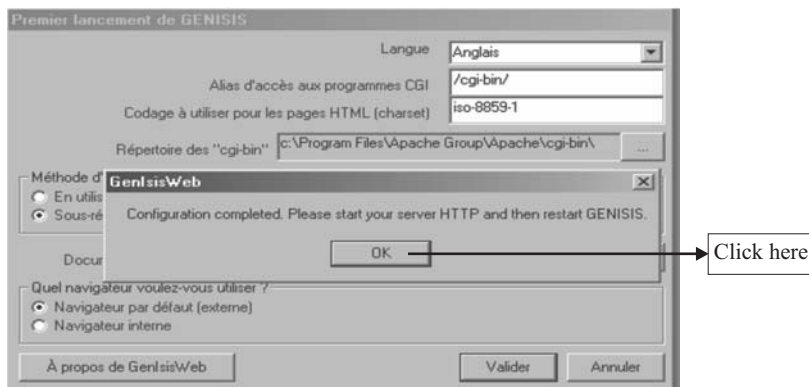 Premier lancement de GENISIS
Langue
Anglais
Alias d'accès aux programmes CGI
/cgi-bin/
Codage à utiliser pour les pages HTML (charset)
iso-8859-1
Répertoire des "cgi-bin"
c:\Program Files\Apache Group\Apache\cgi-bin\
...
Méthode d'
GenIsisWeb
En utilis
Sous-ré
Configuration completed. Please start your server HTTP and then restart GENISIS.
OK
Click here
Docum
Quel navigateur voulez-vous utiliser ?
Navigateur par défaut (externe)
Navigateur interne
À propos de GenIsisWeb
Valider
Annuler